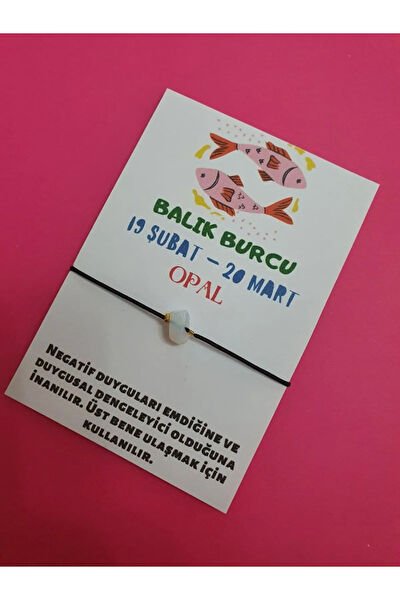 BALIK BURCU
19 ŞUBAT – 20 MART
OPAL
NEGATİF DUYGULARI EMDİĞİNE VE
DUYGUSAL DENGELEYİCİ OLDUĞUNA
İNANILIR. ÜST BENE ULAŞMAK İÇİN
KULLANILIR.